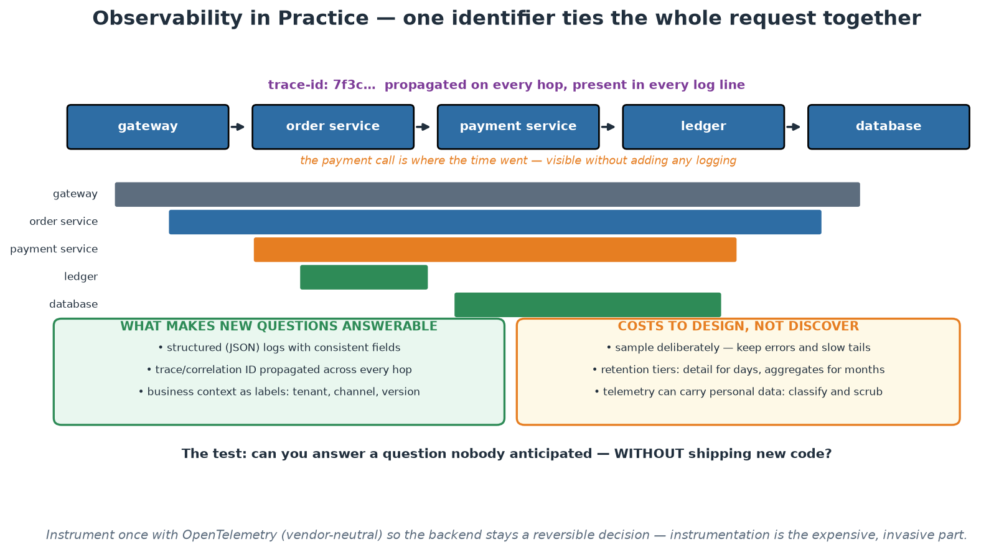 Observability in Practice — one identifier ties the whole request together
trace-id: 7f3c… propagated on every hop, present in every log line
gateway
order service
payment service
ledger
database
the payment call is where the time went — visible without adding any logging
gateway
order service
payment service
ledger
database
WHAT MAKES NEW QUESTIONS ANSWERABLE
• structured (JSON) logs with consistent fields
• trace/correlation ID propagated across every hop
• business context as labels: tenant, channel, version
COSTS TO DESIGN, NOT DISCOVER
• sample deliberately — keep errors and slow tails
• retention tiers: detail for days, aggregates for months
• telemetry can carry personal data: classify and scrub
The test: can you answer a question nobody anticipated — WITHOUT shipping new code?
Instrument once with OpenTelemetry (vendor-neutral) so the backend stays a reversible decision — instrumentation is the expensive, invasive part.